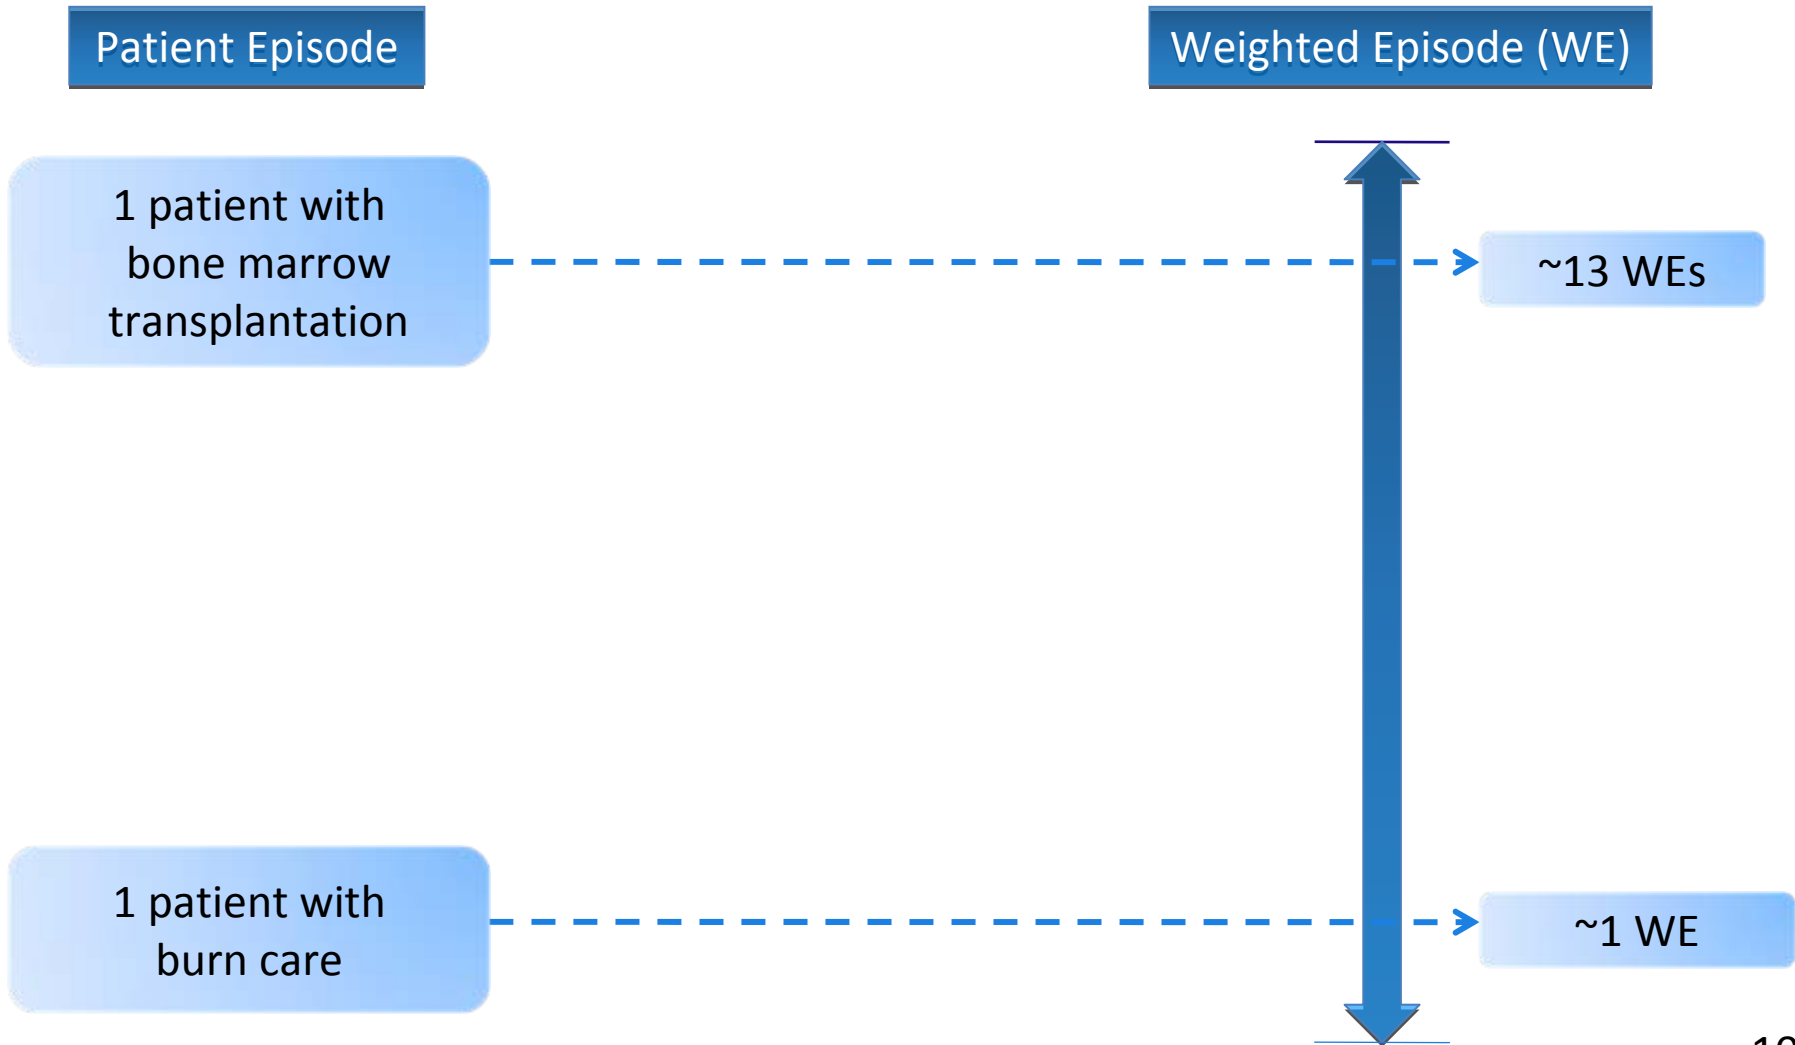 Patient Episode
Weighted Episode (WE)
1 patient with
bone marrow
transplantation
~13 WEs
1 patient with
burn care
~1 WE